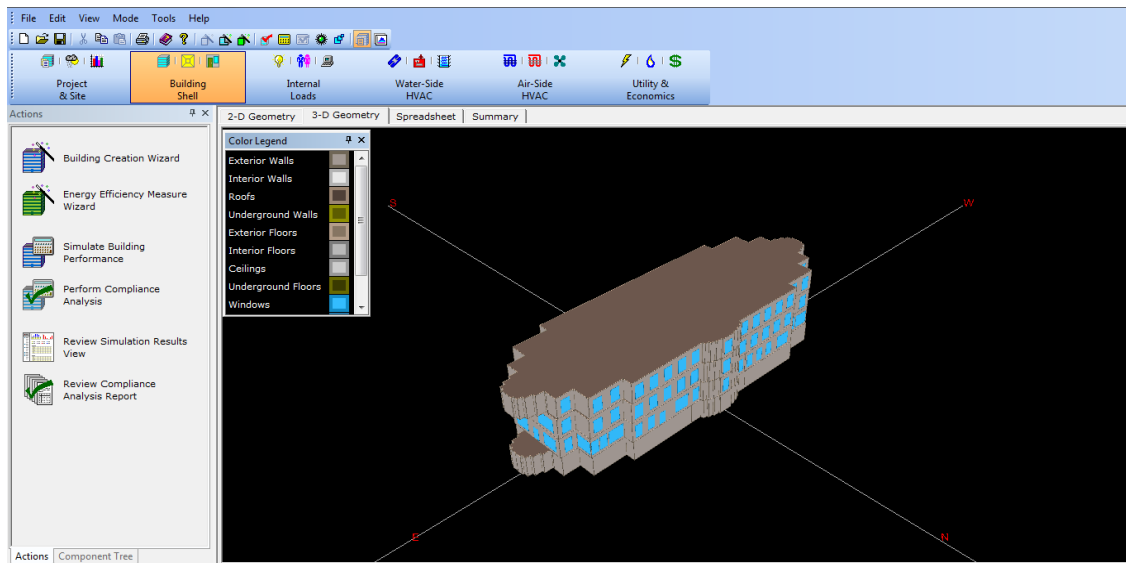 File Edit View Mode Tools Help
Project & Site
Building Shell
Internal Loads
Water-Side HVAC
Air-Side HVAC
Utility & Economics
Actions
2-D Geometry 3-D Geometry Spreadsheet Summary
Building Creation Wizard
Energy Efficiency Measure
Wizard
Simulate Building
Performance
Perform Compliance
Analysis
Review Simulation Results
View
Review Compliance
Analysis Report
Actions Component Tree
Color Legend
Exterior Walls
Interior Walls
Roofs
Underground Walls
Exterior Floors
Interior Floors
Ceilings
Underground Floors
Windows
S
W
E
N